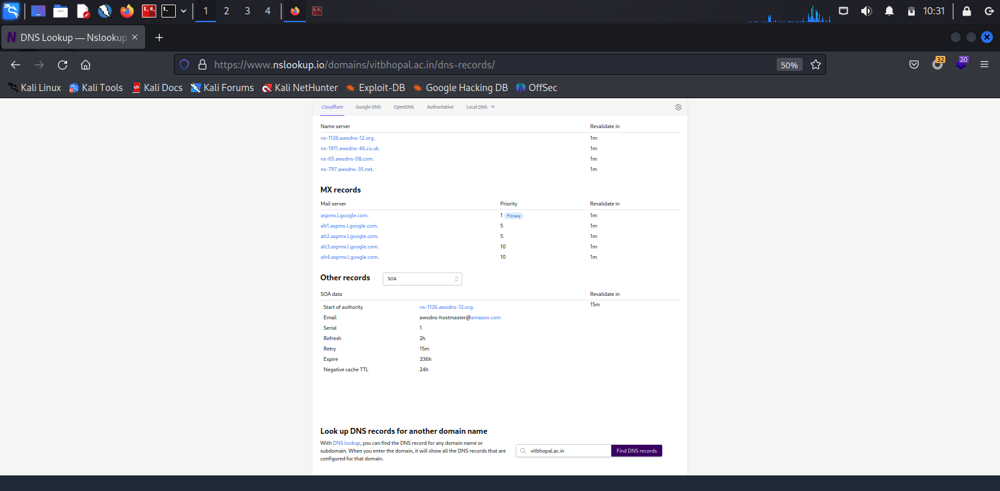 1 2 3 4 10:31
DNS Lookup — Nslookup.
https://www.nslookup.io/domains/vitbhopal.ac.in/dns-records/ 50% 32 20
Kali Linux Kali Tools Kali Docs Kali Forums Kali NetHunter Exploit-DB Google Hacking DB OffSec
Cloudflare Google DNS OpenDNS Authoritative Local DNS
Name server Revalidate in
ns-1126.awsdns-12.org. 1m
ns-1911.awsdns-46.co.uk. 1m
ns-65.awsdns-08.com. 1m
ns-797.awsdns-35.net. 1m
MX records
Mail server Priority Revalidate in
aspmx.l.google.com. 1 Primary 1m
alt1.aspmx.l.google.com. 5 1m
alt2.aspmx.l.google.com. 5 1m
alt3.aspmx.l.google.com. 10 1m
alt4.aspmx.l.google.com. 10 1m
Other records SOA
SOA data Revalidate in
Start of authority ns-1126.awsdns-12.org. 15m
Email awsdns-hostmaster@amazon.com
Serial 1
Refresh 2h
Retry 15m
Expire 336h
Negative cache TTL 24h
Look up DNS records for another domain name
With DNS lookup, you can find the DNS record for any domain name or
subdomain. When you enter the domain, it will show all the DNS records that are
configured for that domain.
vitbhopal.ac.in Find DNS records